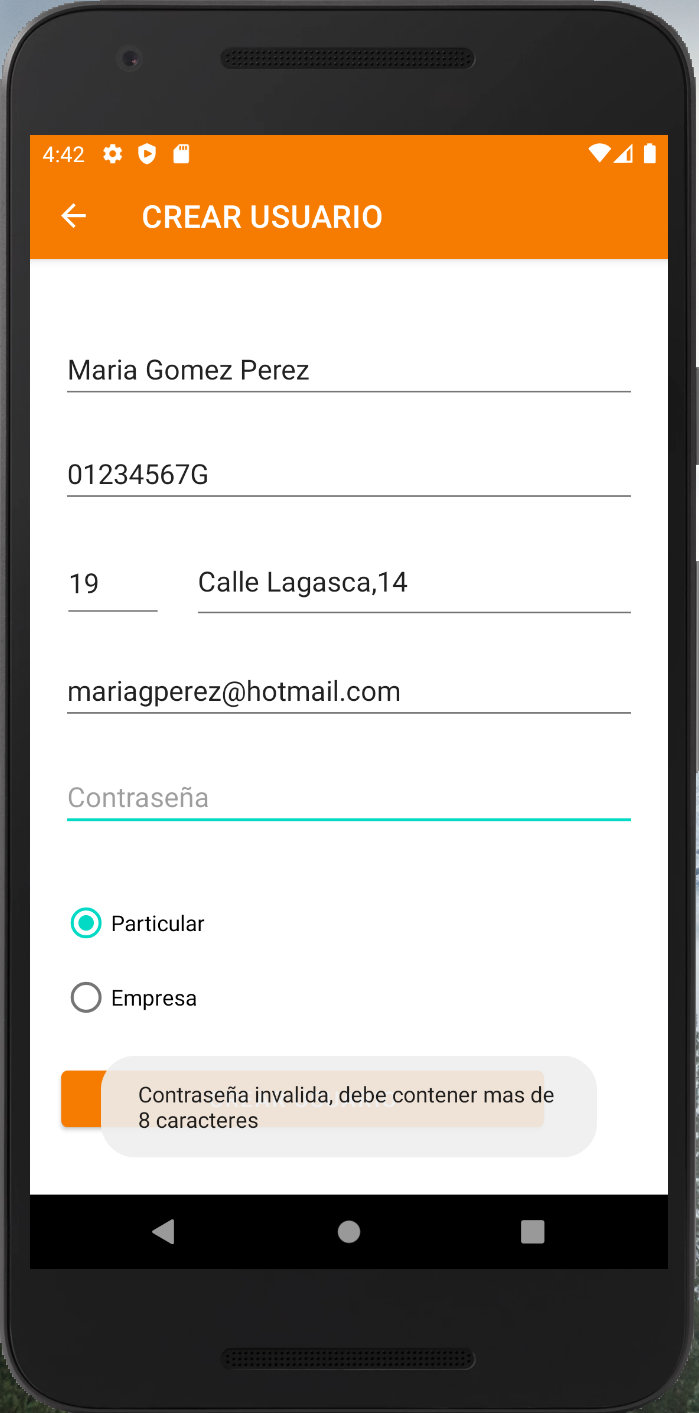 4:42
CREAR USUARIO
Maria Gomez Perez
01234567G
19 Calle Lagasca,14
mariagperez@hotmail.com
Contraseña
Particular
Empresa
Contraseña invalida, debe contener mas de
8 caracteres